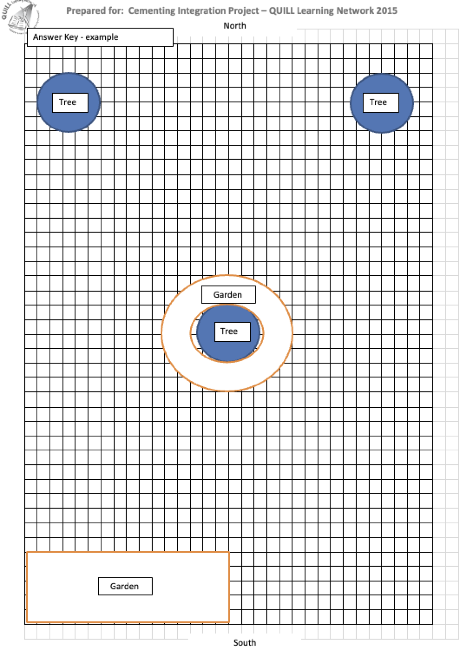 QUILL
Prepared for: Cementing Integration Project – QUILL Learning Network 2015
North
Answer Key - example
Tree
Tree
Garden
Tree
Garden
South